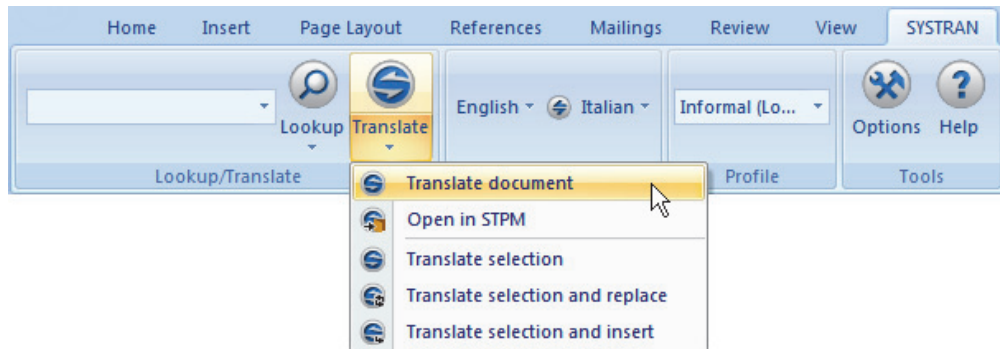 Home Insert Page Layout References Mailings Review View SYSTRAN
English Italian Informal (Lo...
Lookup Translate Options Help
Lookup/Translate Profile Tools
Translate document
Open in STPM
Translate selection
Translate selection and replace
Translate selection and insert